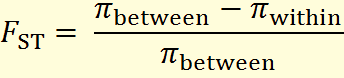 F_ST = (π_between − π_within) / π_between